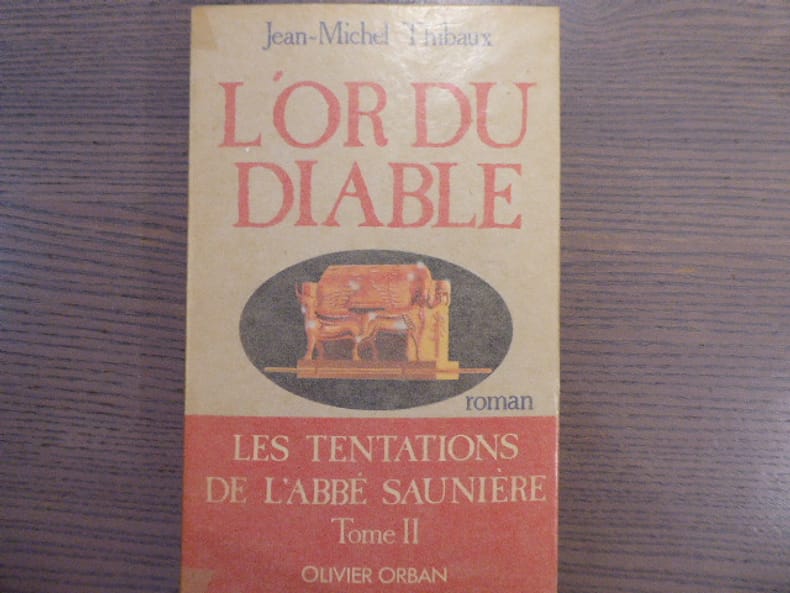 Jean-Michel Thibaux
L'OR DU
DIABLE
roman
LES TENTATIONS
DE L'ABBÉ SAUNIÈRE
Tome II
OLIVIER ORBAN